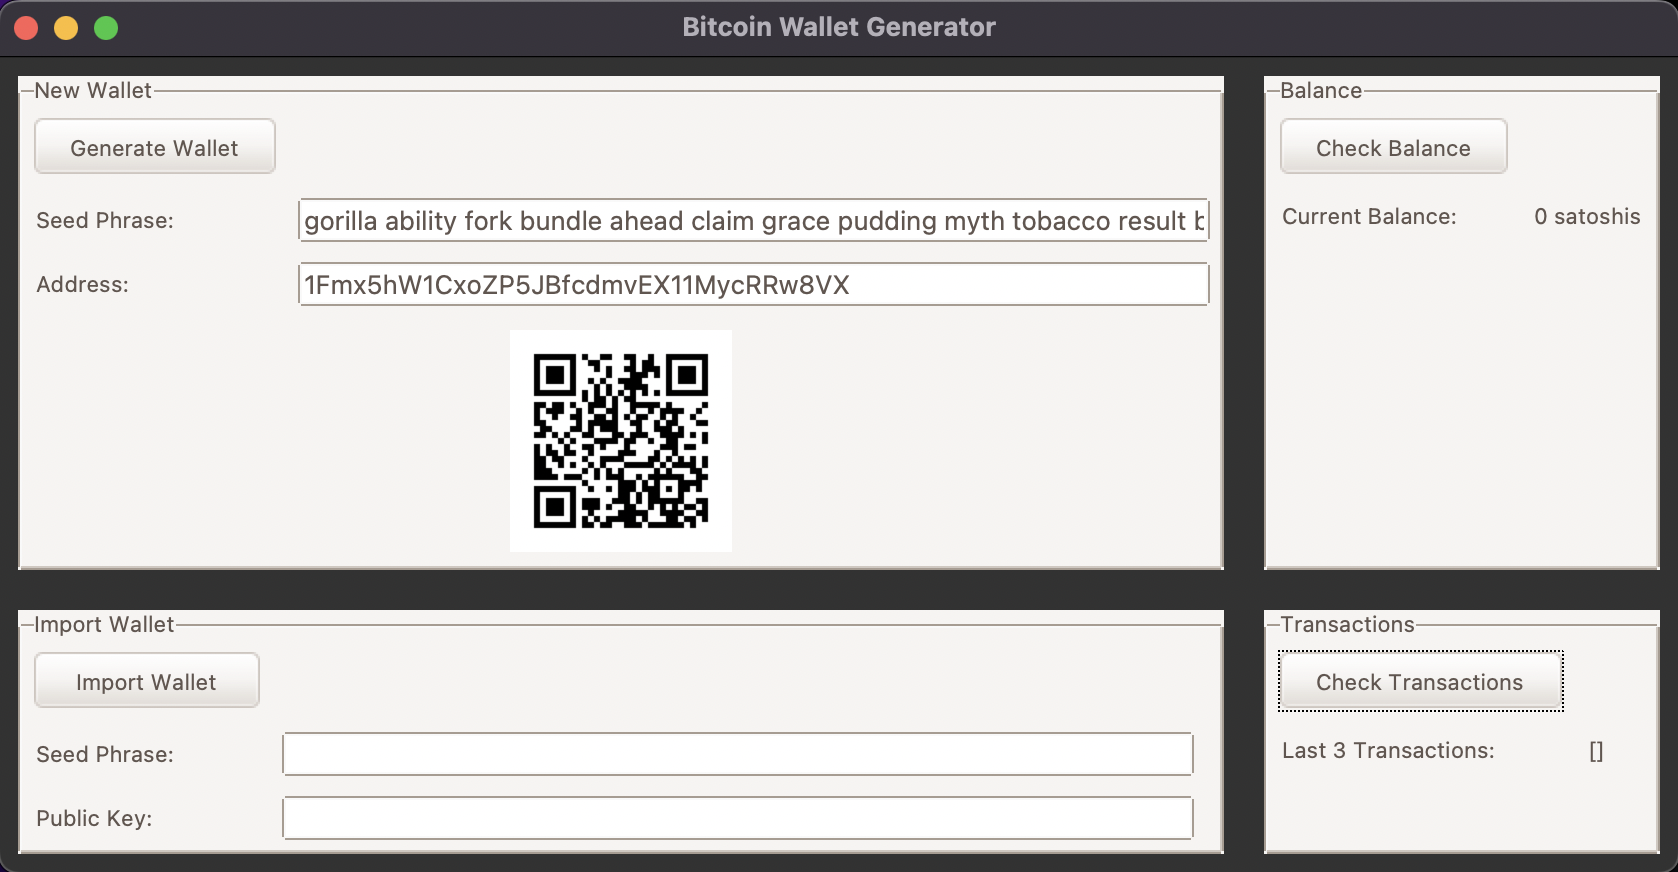 Bitcoin Wallet Generator
New Wallet
Generate Wallet
Seed Phrase: gorilla ability fork bundle ahead claim grace pudding myth tobacco result
Address: 1Fmx5hW1CxoZP5JBfcdmvEX11MycRRw8VX
Balance
Check Balance
Current Balance: 0 satoshis
Import Wallet
Import Wallet
Seed Phrase:
Public Key:
Transactions
Check Transactions
Last 3 Transactions: []